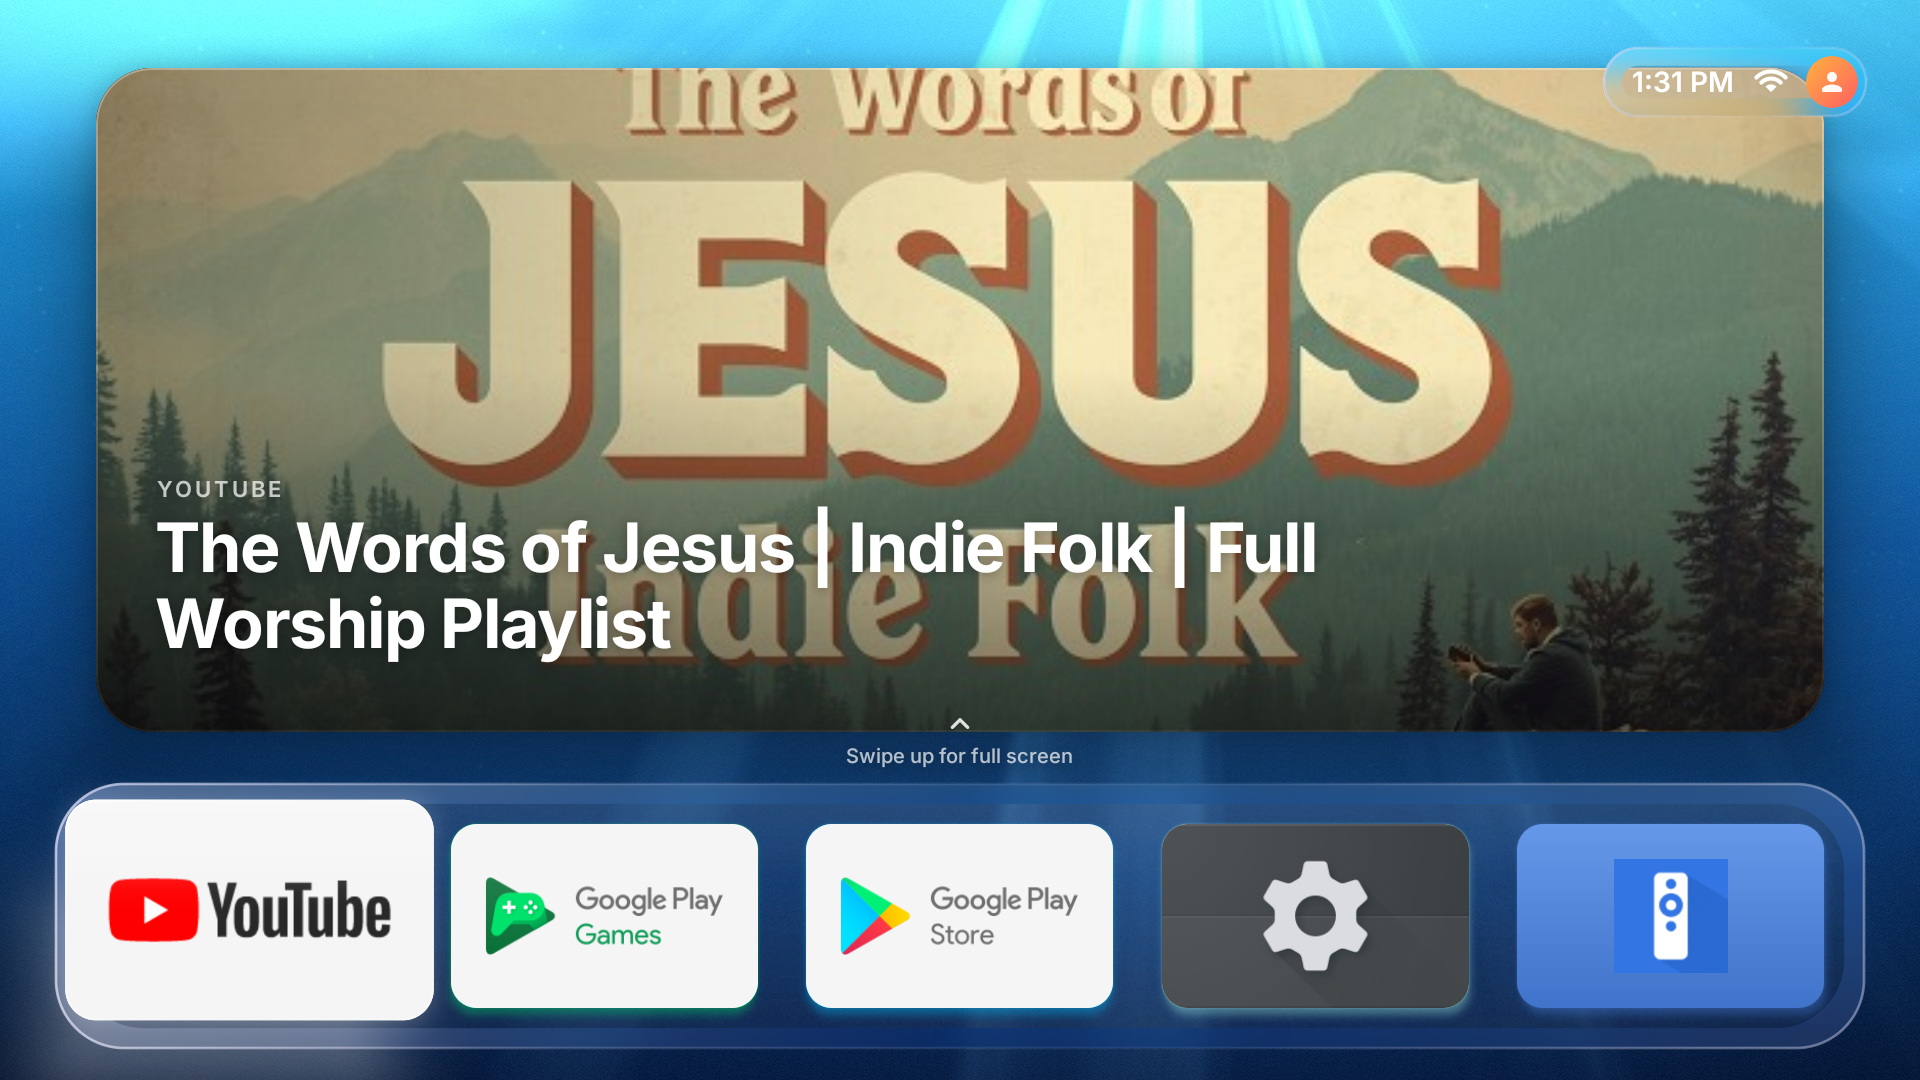 1:31 PM
The Words of
JESUS
Indie Folk
YOUTUBE
The Words of Jesus | Indie Folk | Full
Worship Playlist
Swipe up for full screen
YouTube
Google Play
Games
Google Play
Store